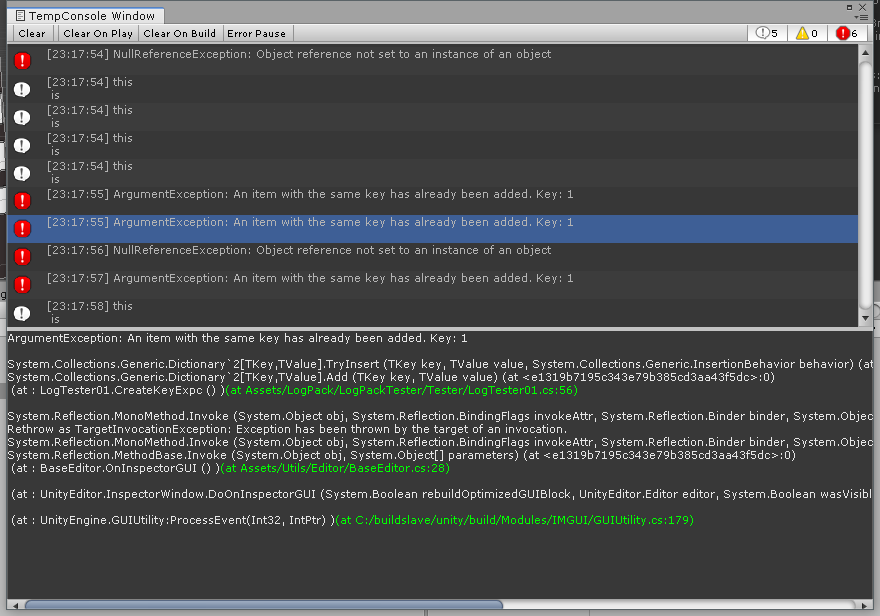 TempConsole Window
Clear Clear On Play Clear On Build Error Pause 5 0 6
[23:17:54] NullReferenceException: Object reference not set to an instance of an object
[23:17:54] this
is
[23:17:54] this
is
[23:17:54] this
is
[23:17:54] this
is
[23:17:55] ArgumentException: An item with the same key has already been added. Key: 1
[23:17:55] ArgumentException: An item with the same key has already been added. Key: 1
[23:17:56] NullReferenceException: Object reference not set to an instance of an object
[23:17:57] ArgumentException: An item with the same key has already been added. Key: 1
[23:17:58] this
is
ArgumentException: An item with the same key has already been added. Key: 1
System.Collections.Generic.Dictionary`2[TKey,TValue].TryInsert (TKey key, TValue value, System.Collections.Generic.InsertionBehavior behavior) (at
System.Collections.Generic.Dictionary`2[TKey,TValue].Add (TKey key, TValue value) (at <e1319b7195c343e79b385cd3aa43f5dc>:0)
(at : LogTester01.CreateKeyExpc () )(at Assets/LogPack/LogPackTester/Tester/LogTester01.cs:56)
System.Reflection.MonoMethod.Invoke (System.Object obj, System.Reflection.BindingFlags invokeAttr, System.Reflection.Binder binder, System.Objec
Rethrow as TargetInvocationException: Exception has been thrown by the target of an invocation.
System.Reflection.MonoMethod.Invoke (System.Object obj, System.Reflection.BindingFlags invokeAttr, System.Reflection.Binder binder, System.Objec
System.Reflection.MethodBase.Invoke (System.Object obj, System.Object[] parameters) (at <e1319b7195c343e79b385cd3aa43f5dc>:0)
(at : BaseEditor.OnInspectorGUI () )(at Assets/Utils/Editor/BaseEditor.cs:28)
(at : UnityEditor.InspectorWindow.DoOnInspectorGUI (System.Boolean rebuildOptimizedGUIBlock, UnityEditor.Editor editor, System.Boolean wasVisibl
(at : UnityEngine.GUIUtility:ProcessEvent(Int32, IntPtr) )(at C:/buildslave/unity/build/Modules/IMGUI/GUIUtility.cs:179)